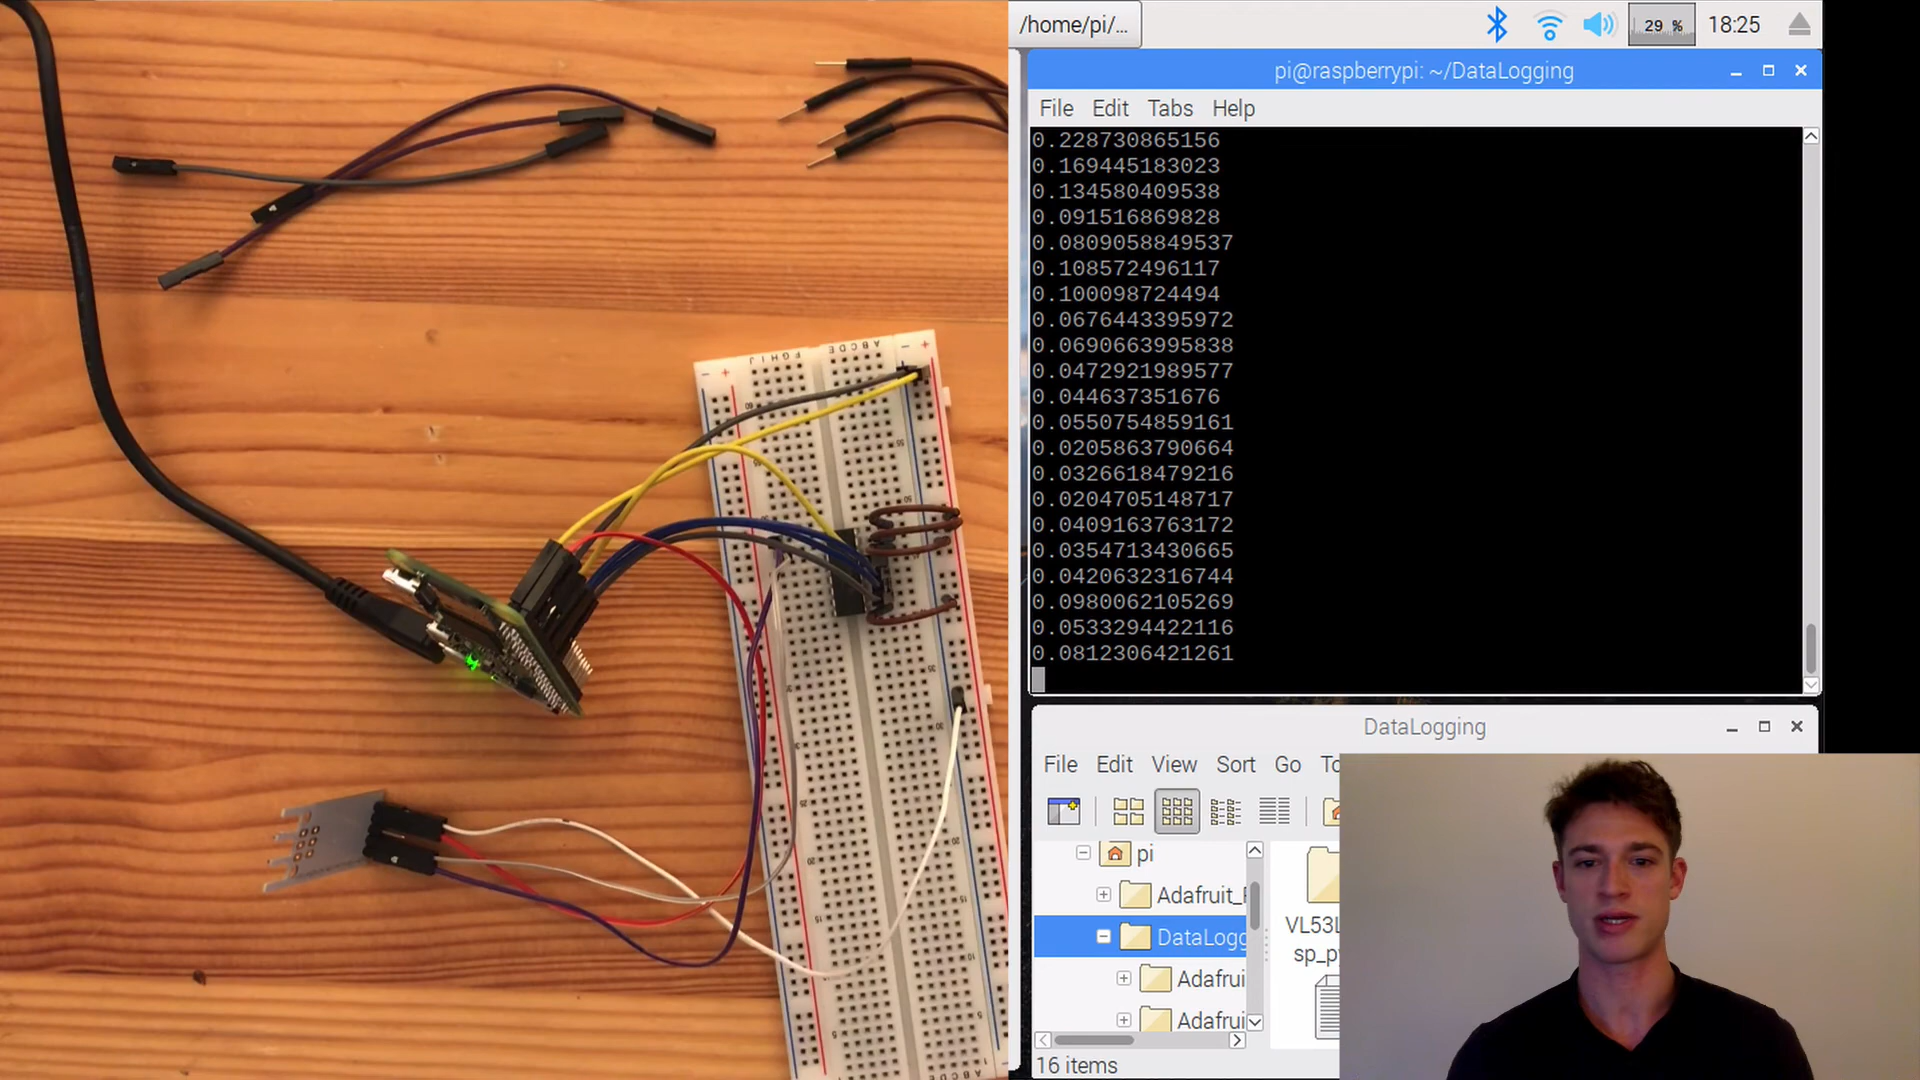 /home/pi/...
29 %
18:25
pi@raspberrypi: ~/DataLogging
File Edit Tabs Help
0.228730865156
0.169445183023
0.134580409538
0.091516869828
0.0809058849537
0.108572496117
0.100098724494
0.0676443395972
0.0690663995838
0.0472921989577
0.044637351676
0.0550754859161
0.0205863790664
0.0326618479216
0.0204705148717
0.0409163763172
0.0354713430665
0.0420632316744
0.0980062105269
0.0533294422116
0.0812306421261
DataLogging
File Edit View Sort Go To
pi
Adafruit_
DataLogg
Adafrui
Adafrui
VL53L
sp_p
16 items